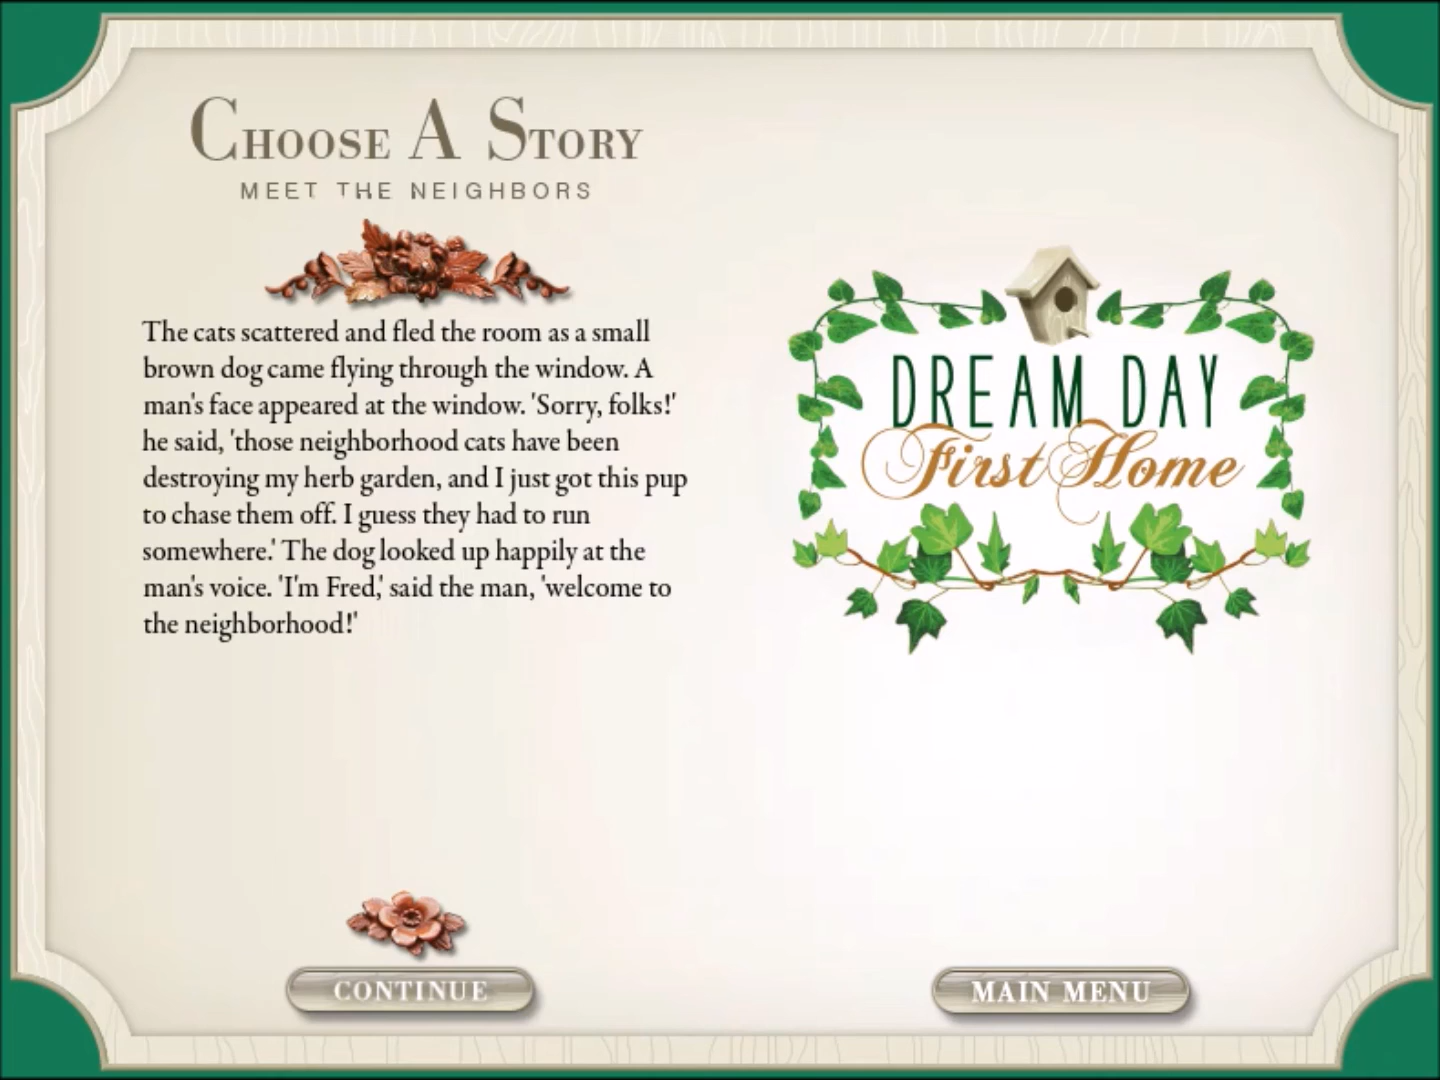 CHOOSE A STORY
MEET THE NEIGHBORS
The cats scattered and fled the room as a small
brown dog came flying through the window. A
man's face appeared at the window. 'Sorry, folks!'
he said, 'those neighborhood cats have been
destroying my herb garden, and I just got this pup
to chase them off. I guess they had to run
somewhere.' The dog looked up happily at the
man's voice. 'I'm Fred,' said the man, 'welcome to
the neighborhood!'
DREAM DAY
First Home
CONTINUE
MAIN MENU